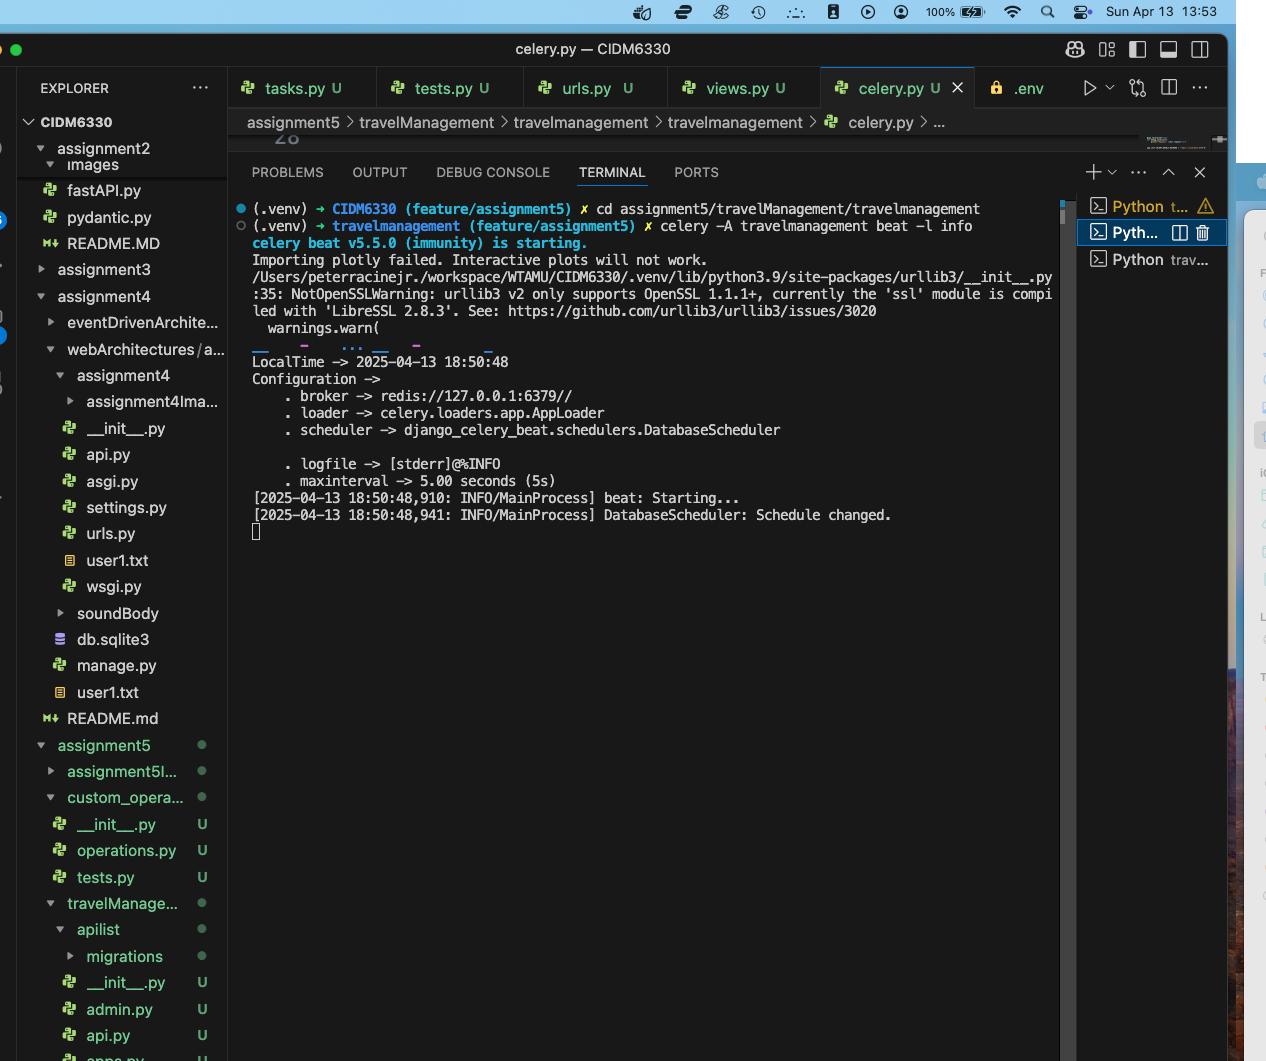 100%
Sun Apr 13 13:53
celery.py — CIDM6330
EXPLORER
CIDM6330
assignment2
images
fastAPI.py
pydantic.py
README.MD
assignment3
assignment4
eventDrivenArchite...
webArchitectures/a...
assignment4
assignment4Ima...
__init__.py
api.py
asgi.py
settings.py
urls.py
user1.txt
wsgi.py
soundBody
db.sqlite3
manage.py
user1.txt
README.md
assignment5
assignment5I...
custom_opera...
__init__.py U
operations.py U
tests.py U
travelManage...
apilist
migrations
__init__.py U
admin.py U
api.py U
apps.py U
tasks.py U
tests.py U
urls.py U
views.py U
celery.py U
.env
assignment5 > travelManagement > travelmanagement > travelmanagement > celery.py > ...
28
PROBLEMS OUTPUT DEBUG CONSOLE TERMINAL PORTS
(.venv) ➜ CIDM6330 (feature/assignment5) ✗ cd assignment5/travelManagement/travelmanagement
(.venv) ➜ travelmanagement (feature/assignment5) ✗ celery -A travelmanagement beat -l info
celery beat v5.5.0 (immunity) is starting.
Importing plotly failed. Interactive plots will not work.
/Users/peterracinejr./workspace/WTAMU/CIDM6330/.venv/lib/python3.9/site-packages/urllib3/__init__.py
:35: NotOpenSSLWarning: urllib3 v2 only supports OpenSSL 1.1.1+, currently the 'ssl' module is compi
led with 'LibreSSL 2.8.3'. See: https://github.com/urllib3/urllib3/issues/3020
warnings.warn(
__ - ... __ - _
LocalTime -> 2025-04-13 18:50:48
Configuration ->
. broker -> redis://127.0.0.1:6379//
. loader -> celery.loaders.app.AppLoader
. scheduler -> django_celery_beat.schedulers.DatabaseScheduler
. logfile -> [stderr]@%INFO
. maxinterval -> 5.00 seconds (5s)
[2025-04-13 18:50:48,910: INFO/MainProcess] beat: Starting...
[2025-04-13 18:50:48,941: INFO/MainProcess] DatabaseScheduler: Schedule changed.
Python t...
Pyth...
Python trav...